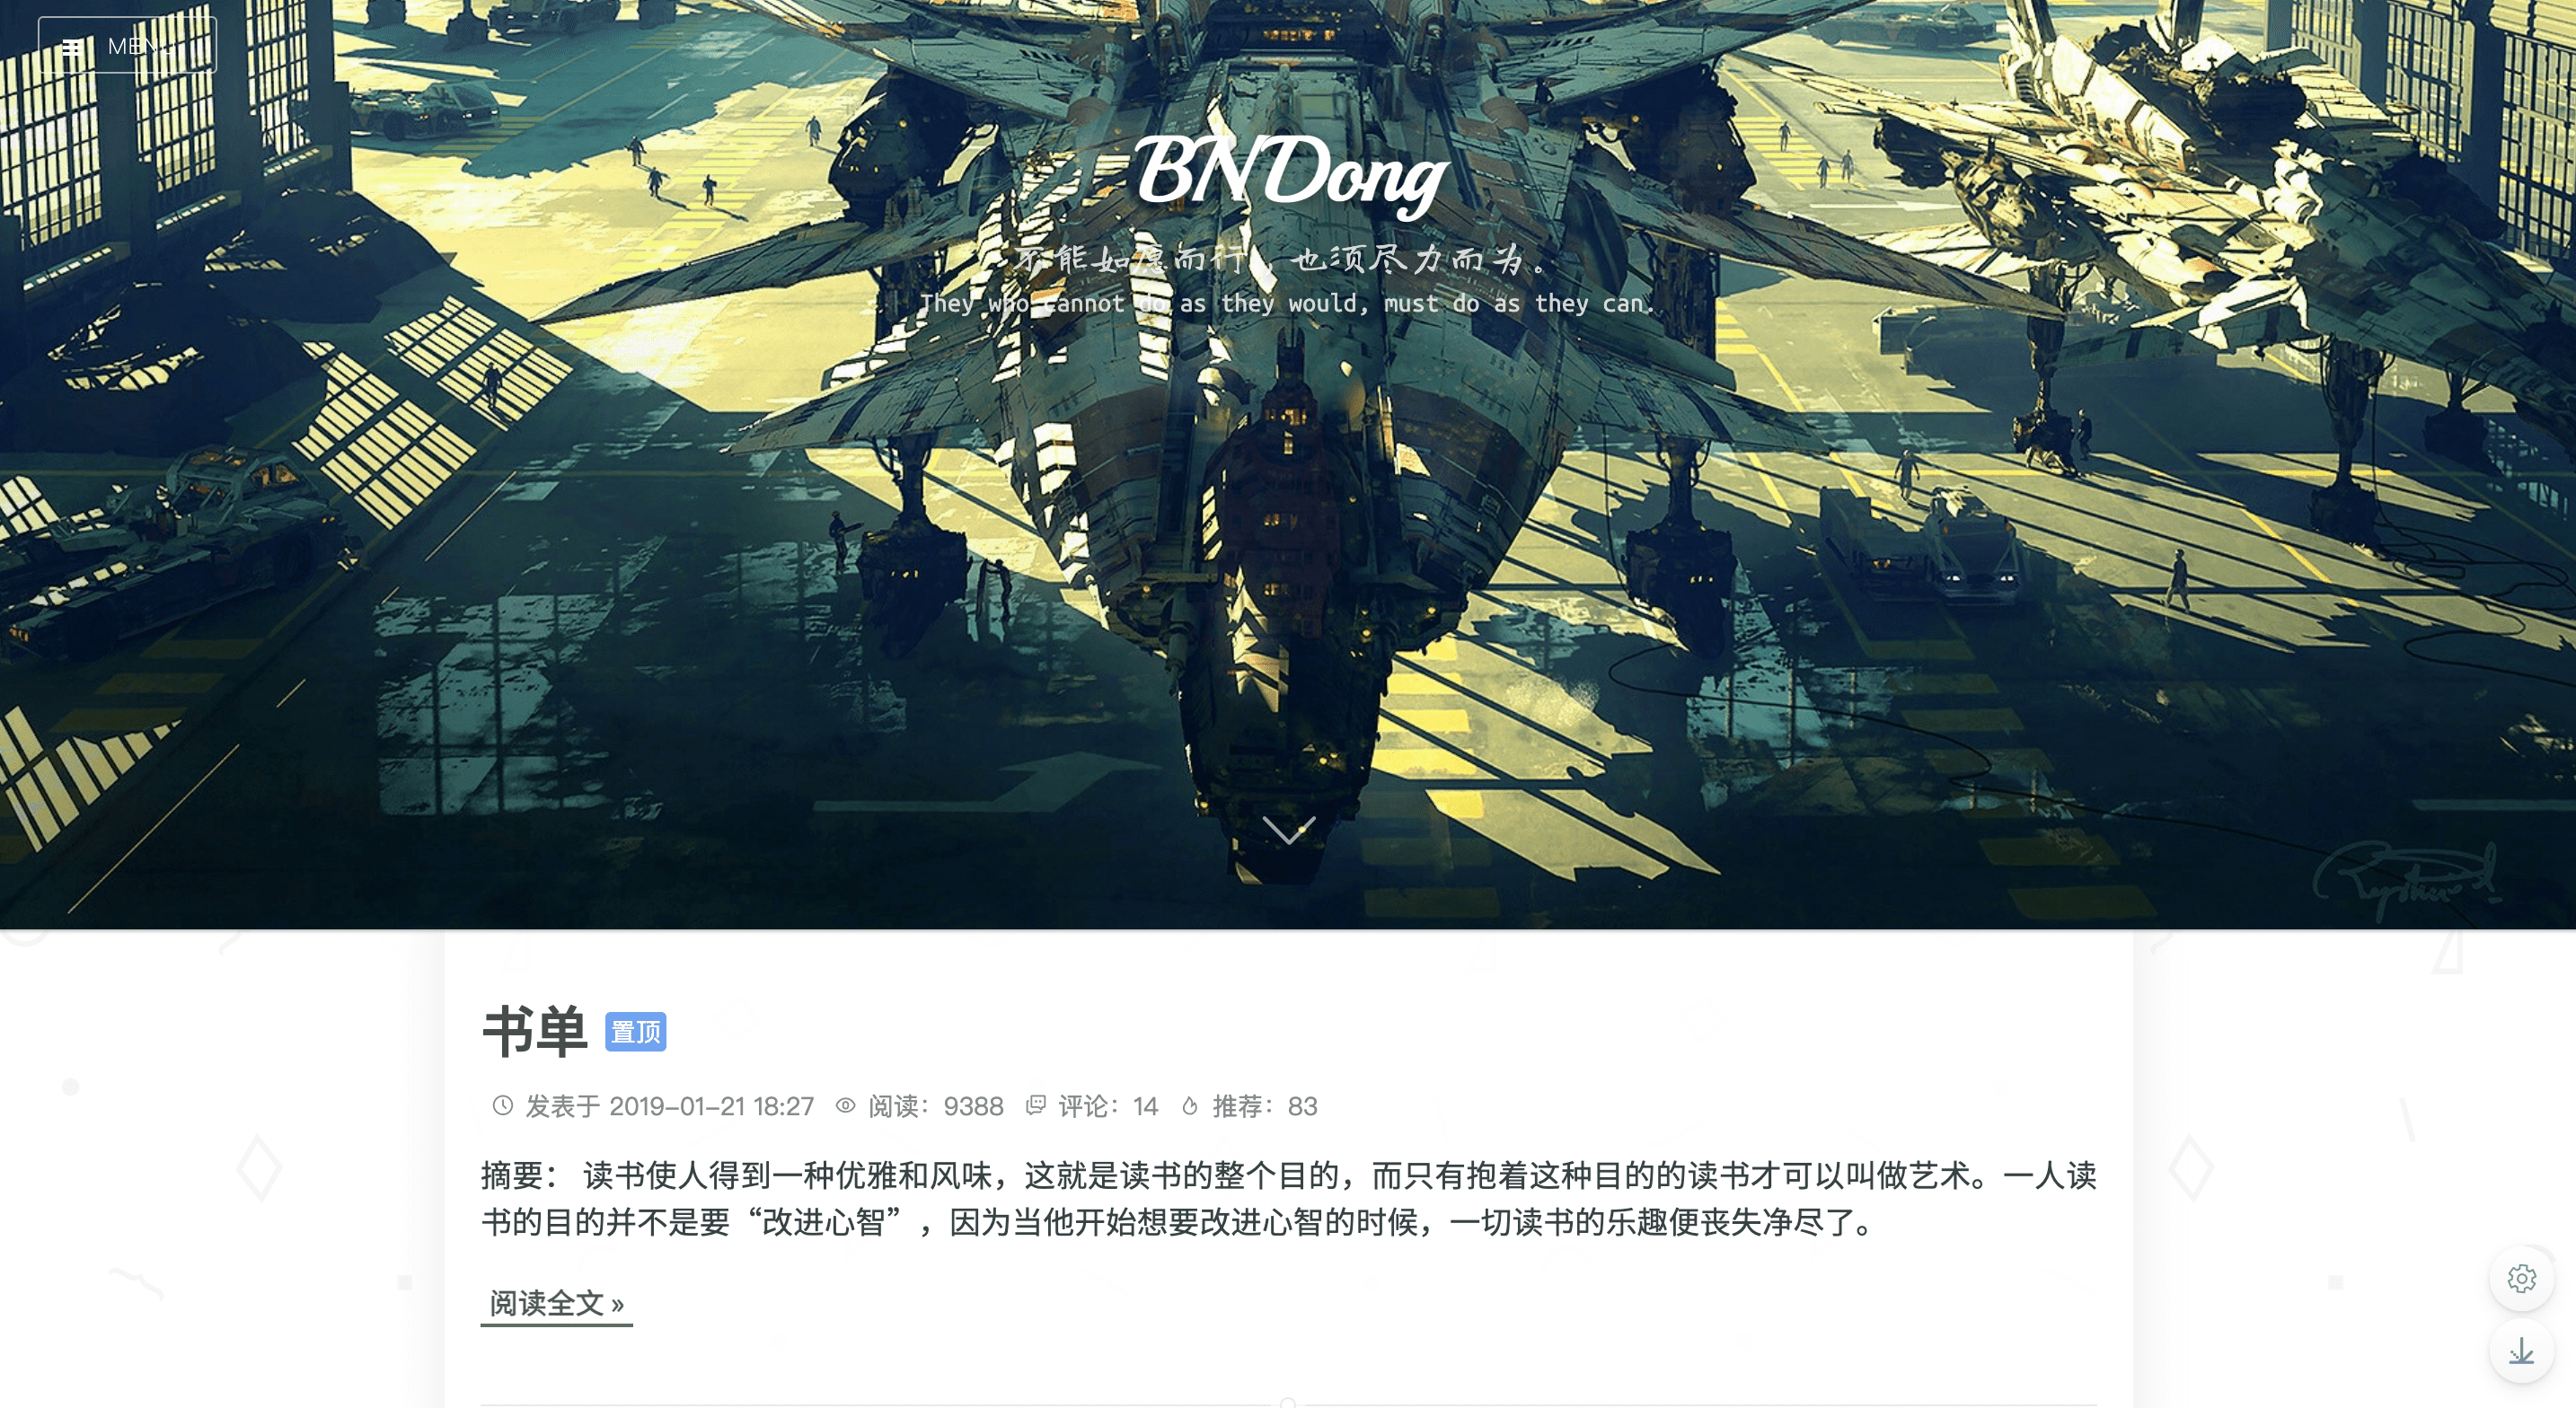 MENU
BNDong
不能如愿而行，也须尽力而为。
They who cannot do as they would, must do as they can.
书单 置顶
发表于 2019-01-21 18:27 阅读：9388 评论：14 推荐：83
摘要： 读书使人得到一种优雅和风味，这就是读书的整个目的，而只有抱着这种目的的读书才可以叫做艺术。一人读
书的目的并不是要“改进心智”，因为当他开始想要改进心智的时候，一切读书的乐趣便丧失净尽了。
阅读全文 »